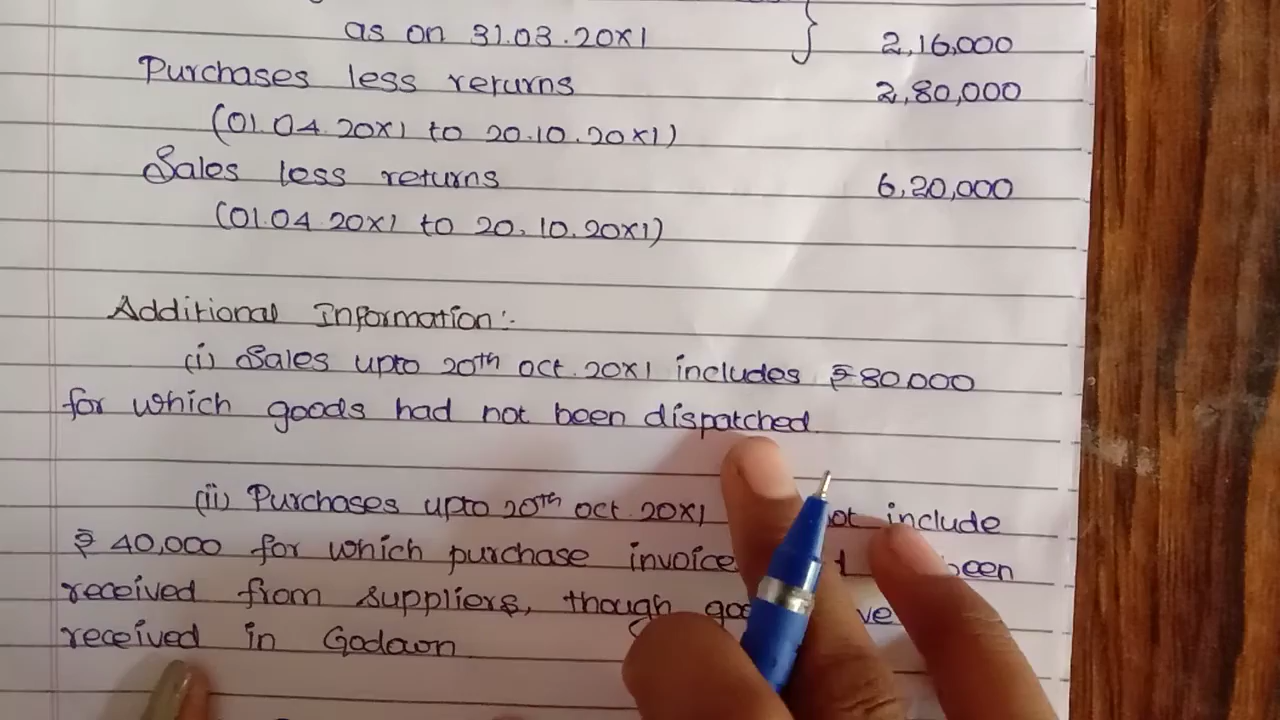 as on 31.03.20X1 } 2,16,000
Purchases less returns 2,80,000
(01.04.20X1 to 20.10.20X1)
Sales less returns 6,20,000
(01.04.20X1 to 20.10.20X1)
Additional Information:-
(i) Sales upto 20th oct.20X1 includes ₹80000
for which goods had not been dispatched.
(ii) Purchases upto 20th oct.20X1 include
₹ 40,000 for which purchase invoice been
received from suppliers, though
received in Godown